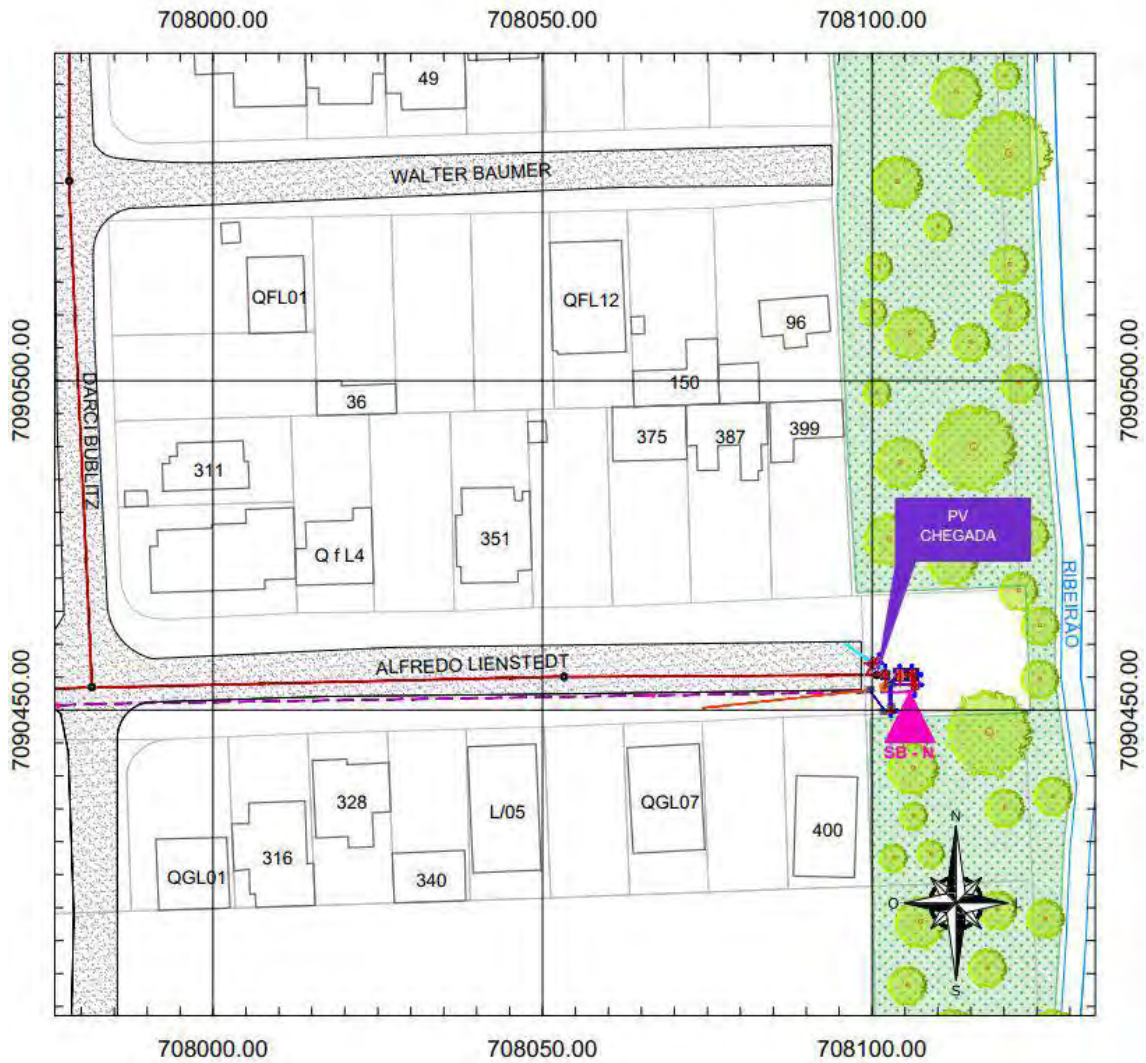 708000.00 708050.00 708100.00
49
WALTER BAUMER
QFL01
QFL12
96
7090500.00
7090500.00
DARCI BUBLITZ
36
150
311
375
387
399
Q f L4
351
PV
CHEGADA
RIBEIRÃO
ALFREDO LIENSTEDT
7090450.00
7090450.00
SB - N
328
L/05
QGL07
400
316
QGL01
340
N
O
L
S
708000.00 708050.00 708100.00